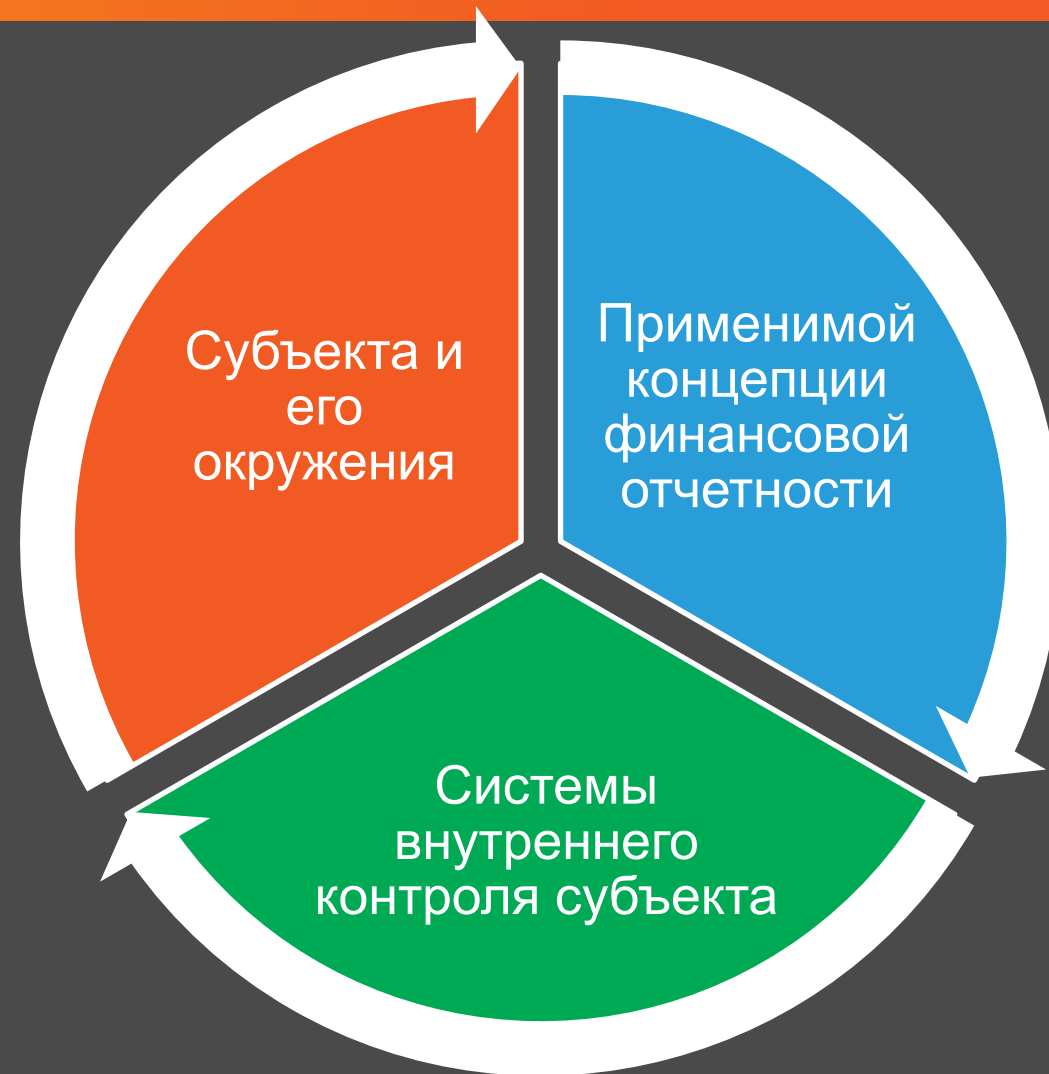 Субъекта и
его
окружения
Применимой
концепции
финансовой
отчетности
Системы
внутреннего
контроля субъекта